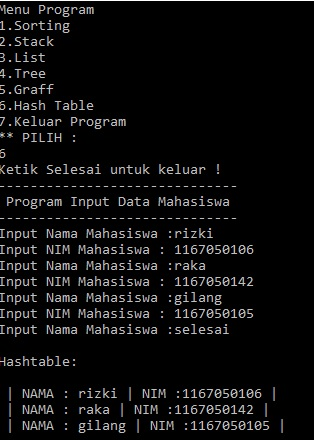 Menu Program
1.Sorting
2.Stack
3.List
4.Tree
5.Graff
6.Hash Table
7.Keluar Program
** PILIH :
6
Ketik Selesai untuk keluar !
------------------------------
 Program Input Data Mahasiswa
------------------------------
Input Nama Mahasiswa :rizki
Input NIM Mahasiswa : 1167050106
Input Nama Mahasiswa :raka
Input NIM Mahasiswa : 1167050142
Input Nama Mahasiswa :gilang
Input NIM Mahasiswa : 1167050105
Input Nama Mahasiswa :selesai
Hashtable:
| NAMA : rizki | NIM :1167050106 |
| NAMA : raka | NIM :1167050142 |
| NAMA : gilang | NIM :1167050105 |